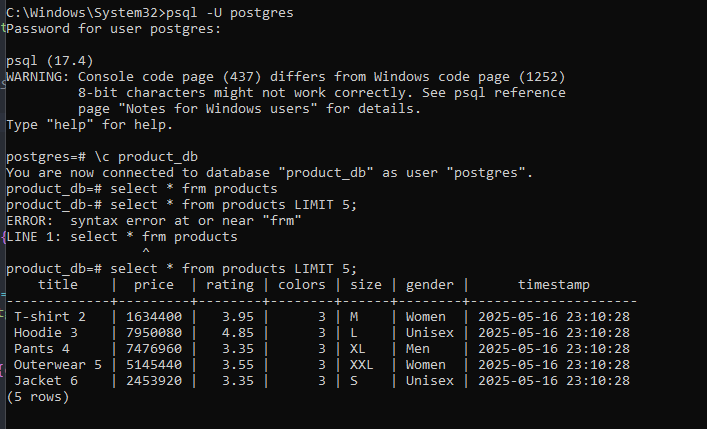 C:\Windows\System32>psql -U postgres
Password for user postgres:
psql (17.4)
WARNING: Console code page (437) differs from Windows code page (1252)
         8-bit characters might not work correctly. See psql reference
         page "Notes for Windows users" for details.
Type "help" for help.
postgres=# \c product_db
You are now connected to database "product_db" as user "postgres".
product_db=# select * frm products
product_db-# select * from products LIMIT 5;
ERROR:  syntax error at or near "frm"
LINE 1: select * frm products
                 ^
product_db=# select * from products LIMIT 5;
    title    |  price  | rating | colors | size | gender |      timestamp
-------------+---------+--------+--------+------+--------+---------------------
 T-shirt 2   | 1634400 |   3.95 |      3 | M    | Women  | 2025-05-16 23:10:28
 Hoodie 3    | 7950080 |   4.85 |      3 | L    | Unisex | 2025-05-16 23:10:28
 Pants 4     | 7476960 |   3.35 |      3 | XL   | Men    | 2025-05-16 23:10:28
 Outerwear 5 | 5145440 |   3.55 |      3 | XXL  | Women  | 2025-05-16 23:10:28
 Jacket 6    | 2453920 |   3.35 |      3 | S    | Unisex | 2025-05-16 23:10:28
(5 rows)